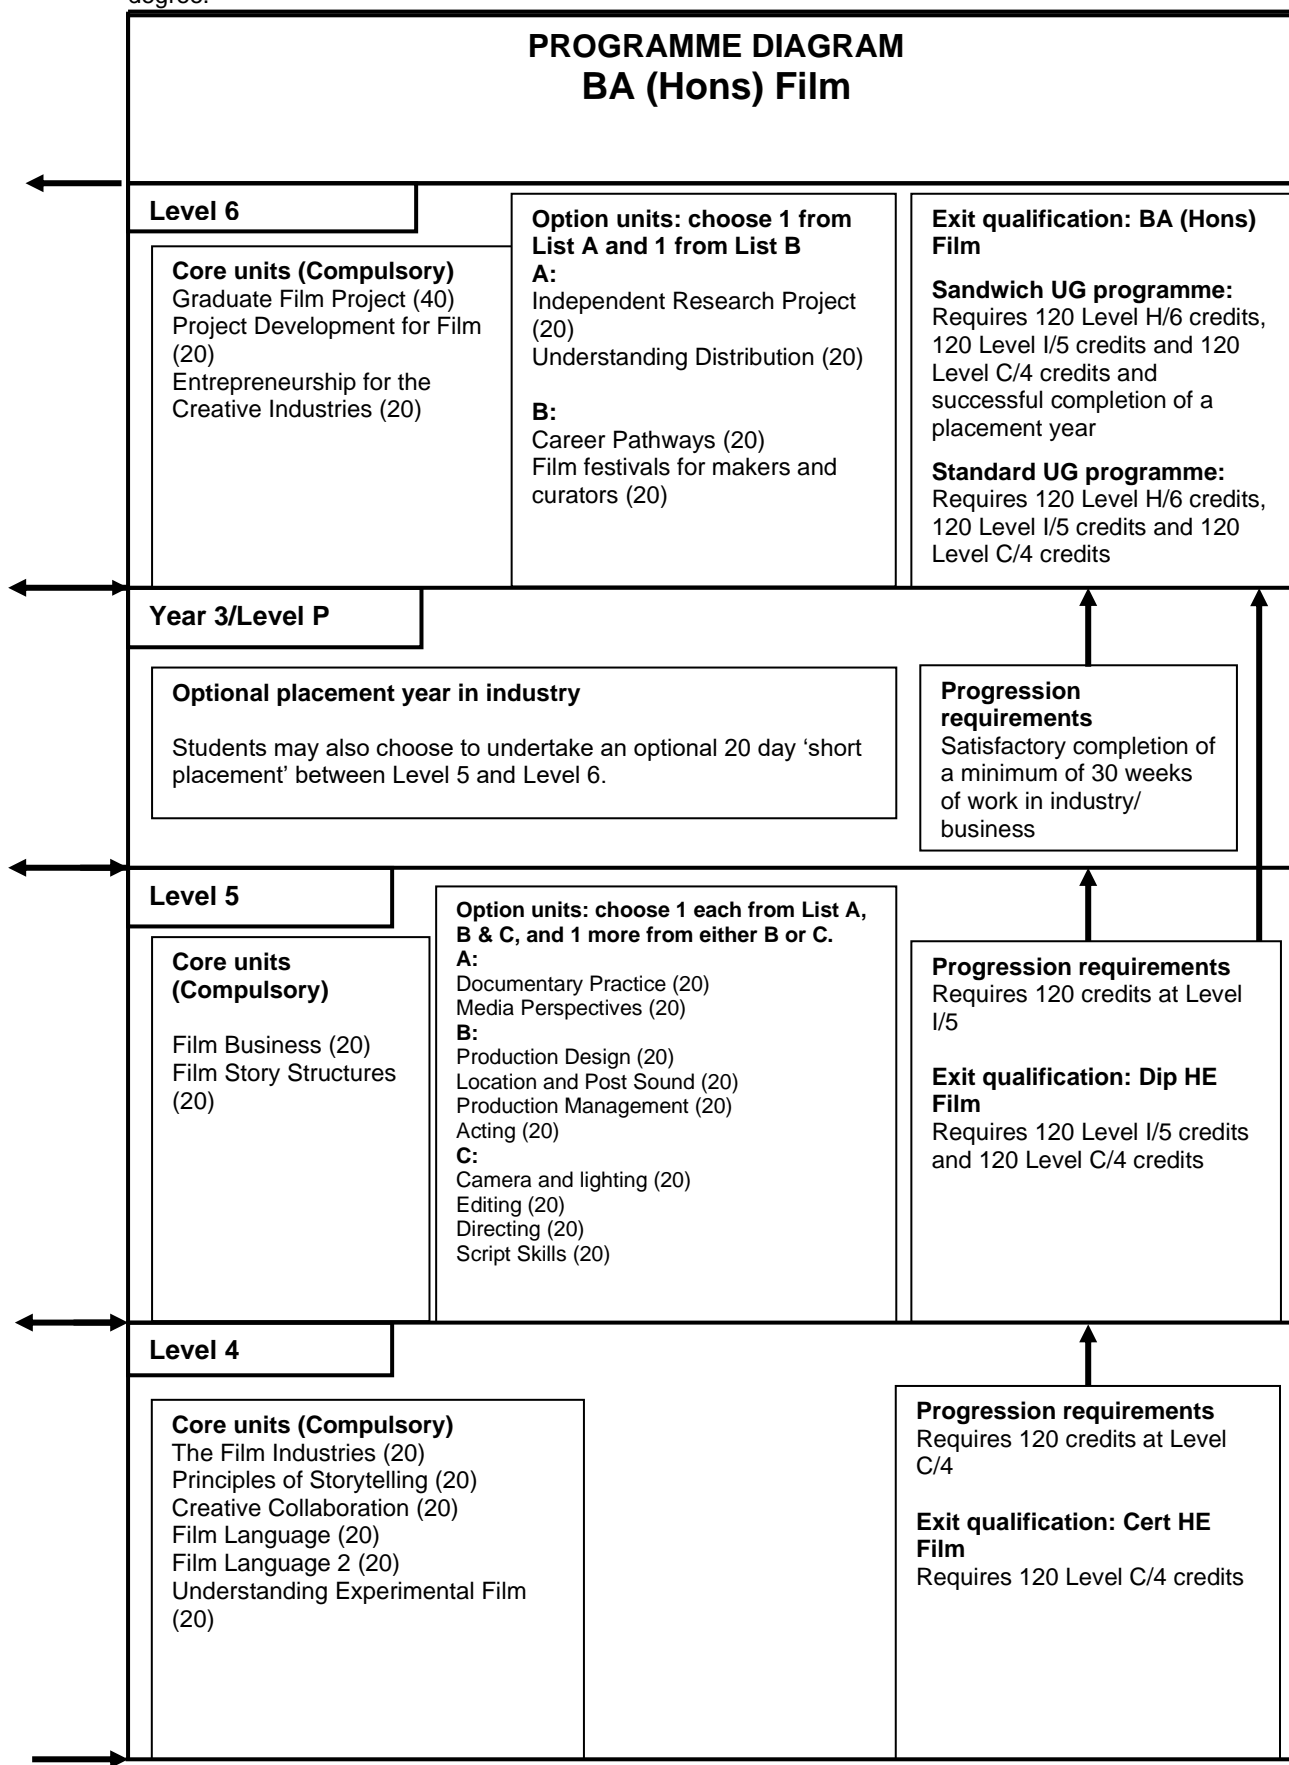 degree.
PROGRAMME DIAGRAM
BA (Hons) Film
Level 6
Core units (Compulsory)
Graduate Film Project (40)
Project Development for Film
(20)
Entrepreneurship for the
Creative Industries (20)
Option units: choose 1 from
List A and 1 from List B
A:
Independent Research Project
(20)
Understanding Distribution (20)
B:
Career Pathways (20)
Film festivals for makers and
curators (20)
Exit qualification: BA (Hons)
Film
Sandwich UG programme:
Requires 120 Level H/6 credits,
120 Level I/5 credits and 120
Level C/4 credits and
successful completion of a
placement year
Standard UG programme:
Requires 120 Level H/6 credits,
120 Level I/5 credits and 120
Level C/4 credits
Year 3/Level P
Optional placement year in industry
Students may also choose to undertake an optional 20 day ‘short
placement’ between Level 5 and Level 6.
Progression
requirements
Satisfactory completion of
a minimum of 30 weeks
of work in industry/
business
Level 5
Core units
(Compulsory)
Film Business (20)
Film Story Structures
(20)
Option units: choose 1 each from List A,
B & C, and 1 more from either B or C.
A:
Documentary Practice (20)
Media Perspectives (20)
B:
Production Design (20)
Location and Post Sound (20)
Production Management (20)
Acting (20)
C:
Camera and lighting (20)
Editing (20)
Directing (20)
Script Skills (20)
Progression requirements
Requires 120 credits at Level
I/5
Exit qualification: Dip HE
Film
Requires 120 Level I/5 credits
and 120 Level C/4 credits
Level 4
Core units (Compulsory)
The Film Industries (20)
Principles of Storytelling (20)
Creative Collaboration (20)
Film Language (20)
Film Language 2 (20)
Understanding Experimental Film
(20)
Progression requirements
Requires 120 credits at Level
C/4
Exit qualification: Cert HE
Film
Requires 120 Level C/4 credits